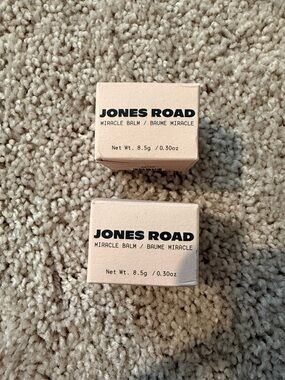 JONES ROAD
MIRACLE BALM / BAUME MIRACLE
Net Wt. 8.5g / 0.30oz
JONES ROAD
MIRACLE BALM / BAUME MIRACLE
Net Wt. 8.5g / 0.30oz